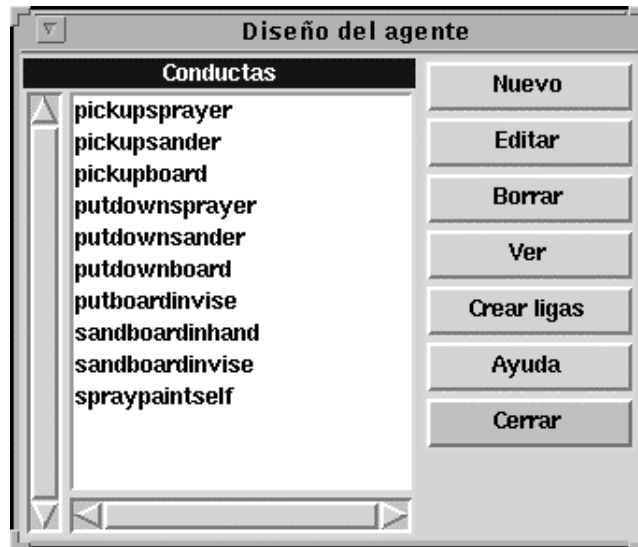 Diseño del agente
Conductas
pickupsprayer
pickupsander
pickupboard
putdownsprayer
putdownsander
putdownboard
putboardinvise
sandboardinhand
sandboardinvise
spraypaintself
Nuevo
Editar
Borrar
Ver
Crear ligas
Ayuda
Cerrar